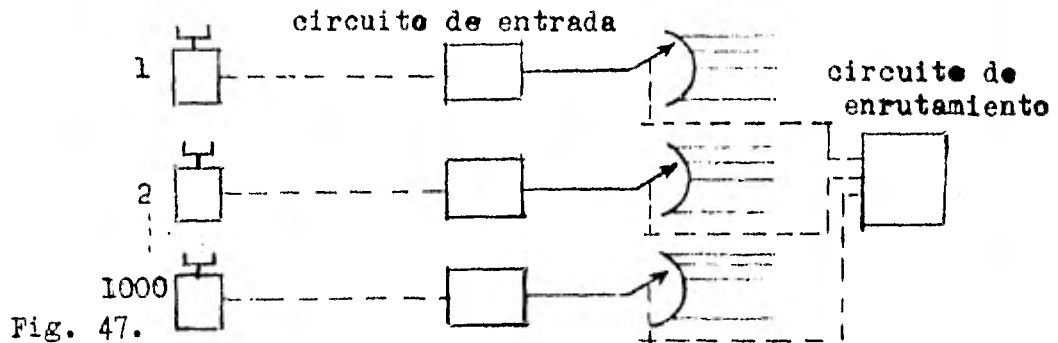 circuito de entrada
1
circuito de
enrutamiento
2
1000
Fig. 47.